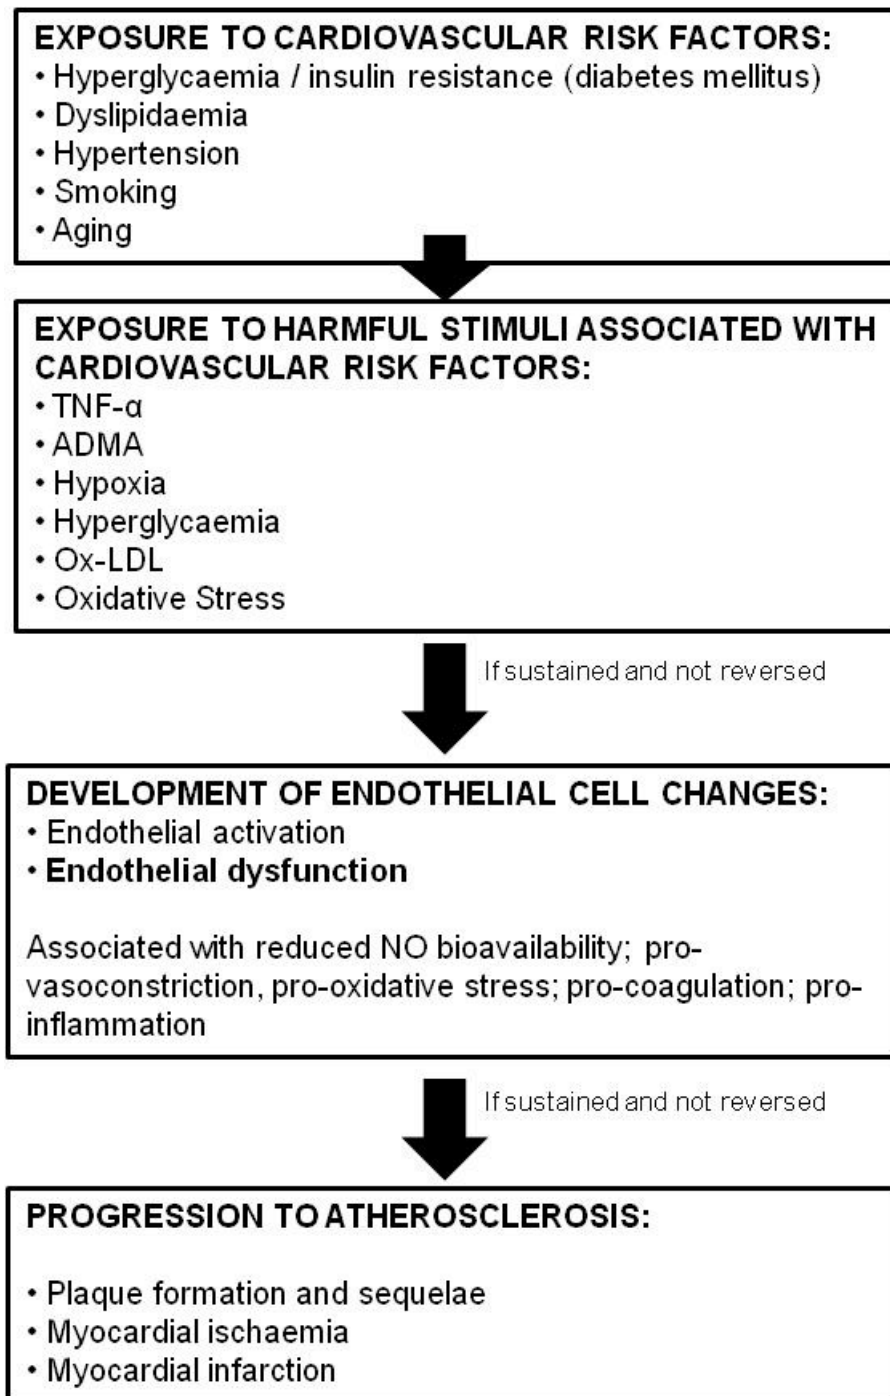 EXPOSURE TO CARDIOVASCULAR RISK FACTORS:
• Hyperglycaemia / insulin resistance (diabetes mellitus)
• Dyslipidaemia
• Hypertension
• Smoking
• Aging
EXPOSURE TO HARMFUL STIMULI ASSOCIATED WITH
CARDIOVASCULAR RISK FACTORS:
• TNF-α
• ADMA
• Hypoxia
• Hyperglycaemia
• Ox-LDL
• Oxidative Stress
If sustained and not reversed
DEVELOPMENT OF ENDOTHELIAL CELL CHANGES:
• Endothelial activation
• Endothelial dysfunction
Associated with reduced NO bioavailability; pro-
vasoconstriction, pro-oxidative stress; pro-coagulation; pro-
inflammation
If sustained and not reversed
PROGRESSION TO ATHEROSCLEROSIS:
• Plaque formation and sequelae
• Myocardial ischaemia
• Myocardial infarction